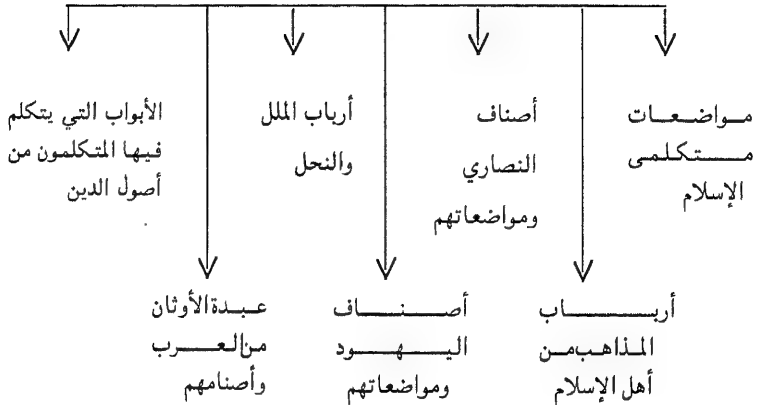 مواضعات
متكلمى
الإسلام
أرباب
المذاهب من
أهل الإسلام
أصناف
النصاري
ومواضعاتهم
أصناف
اليهود
ومواضعاتهم
أرباب الملل
والنحل
عبدة الأوثان
من العرب
وأصنامهم
الأبواب التي يتكلم
فيها المتكلمون من
أصول الدين